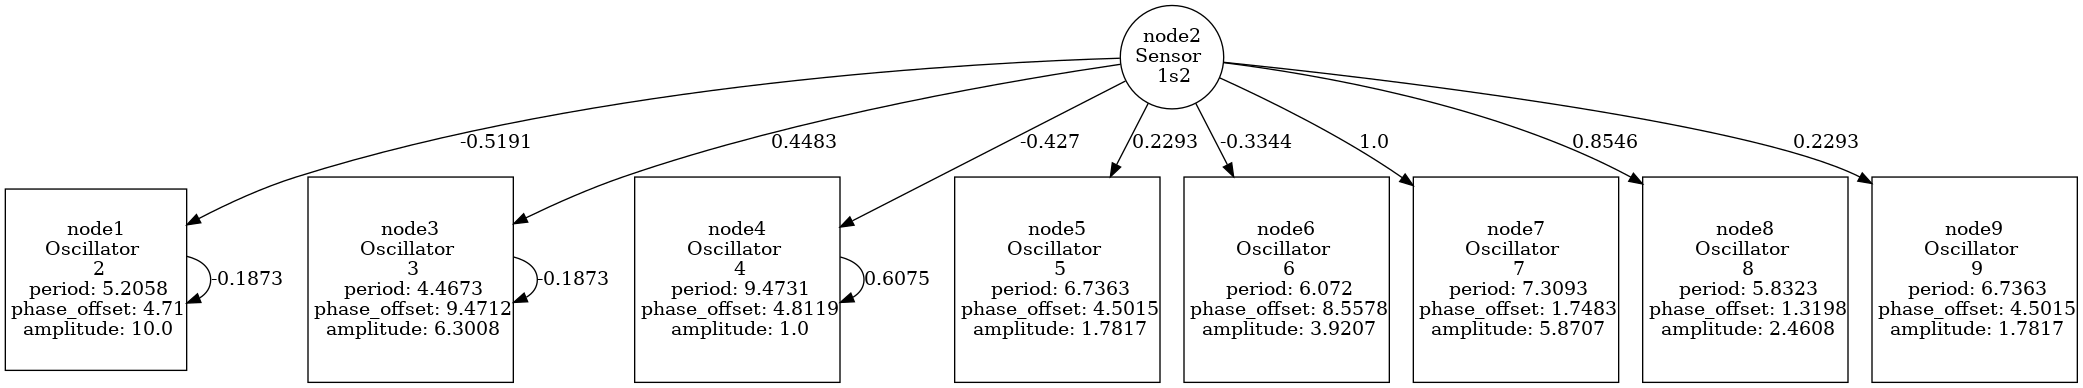 node2
Sensor
1s2
-0.5191
0.4483
-0.427
0.2293
-0.3344
1.0
0.8546
0.2293
node1
Oscillator
2
period: 5.2058
phase_offset: 4.71
amplitude: 10.0
-0.1873
node3
Oscillator
3
period: 4.4673
phase_offset: 9.4712
amplitude: 6.3008
-0.1873
node4
Oscillator
4
period: 9.4731
phase_offset: 4.8119
amplitude: 1.0
0.6075
node5
Oscillator
5
period: 6.7363
phase_offset: 4.5015
amplitude: 1.7817
node6
Oscillator
6
period: 6.072
phase_offset: 8.5578
amplitude: 3.9207
node7
Oscillator
7
period: 7.3093
phase_offset: 1.7483
amplitude: 5.8707
node8
Oscillator
8
period: 5.8323
phase_offset: 1.3198
amplitude: 2.4608
node9
Oscillator
9
period: 6.7363
phase_offset: 4.5015
amplitude: 1.7817